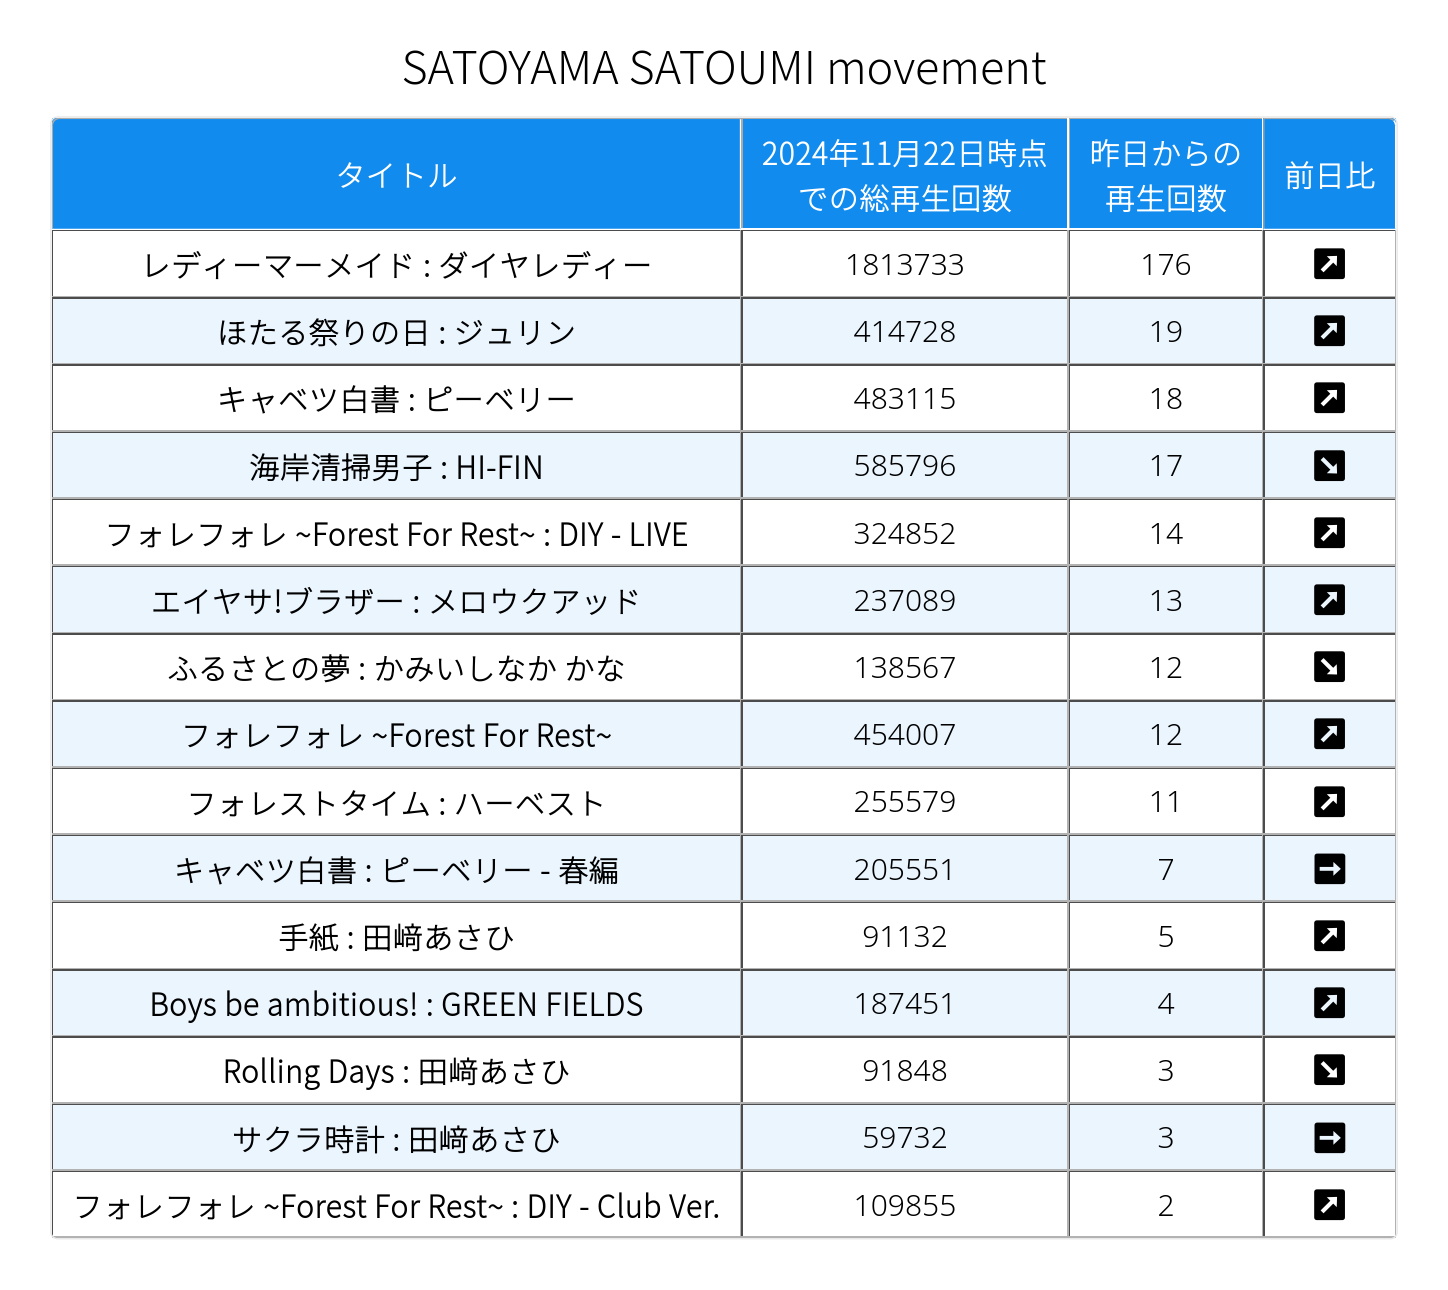 SATOYAMA SATOUMI movement
タイトル 2024年11月22日時点での総再生回数 昨日からの再生回数 前日比
レディーマーメイド : ダイヤレディー 1813733 176 ↗
ほたる祭りの日 : ジュリン 414728 19 ↗
キャベツ白書 : ピーベリー 483115 18 ↗
海岸清掃男子 : HI-FIN 585796 17 ↘
フォレフォレ ~Forest For Rest~ : DIY - LIVE 324852 14 ↗
エイヤサ!ブラザー : メロウクアッド 237089 13 ↗
ふるさとの夢 : かみいしなか かな 138567 12 ↘
フォレフォレ ~Forest For Rest~ 454007 12 ↗
フォレストタイム : ハーベスト 255579 11 ↗
キャベツ白書 : ピーベリー - 春編 205551 7 →
手紙 : 田﨑あさひ 91132 5 ↗
Boys be ambitious! : GREEN FIELDS 187451 4 ↗
Rolling Days : 田﨑あさひ 91848 3 ↘
サクラ時計 : 田﨑あさひ 59732 3 →
フォレフォレ ~Forest For Rest~ : DIY - Club Ver. 109855 2 ↗